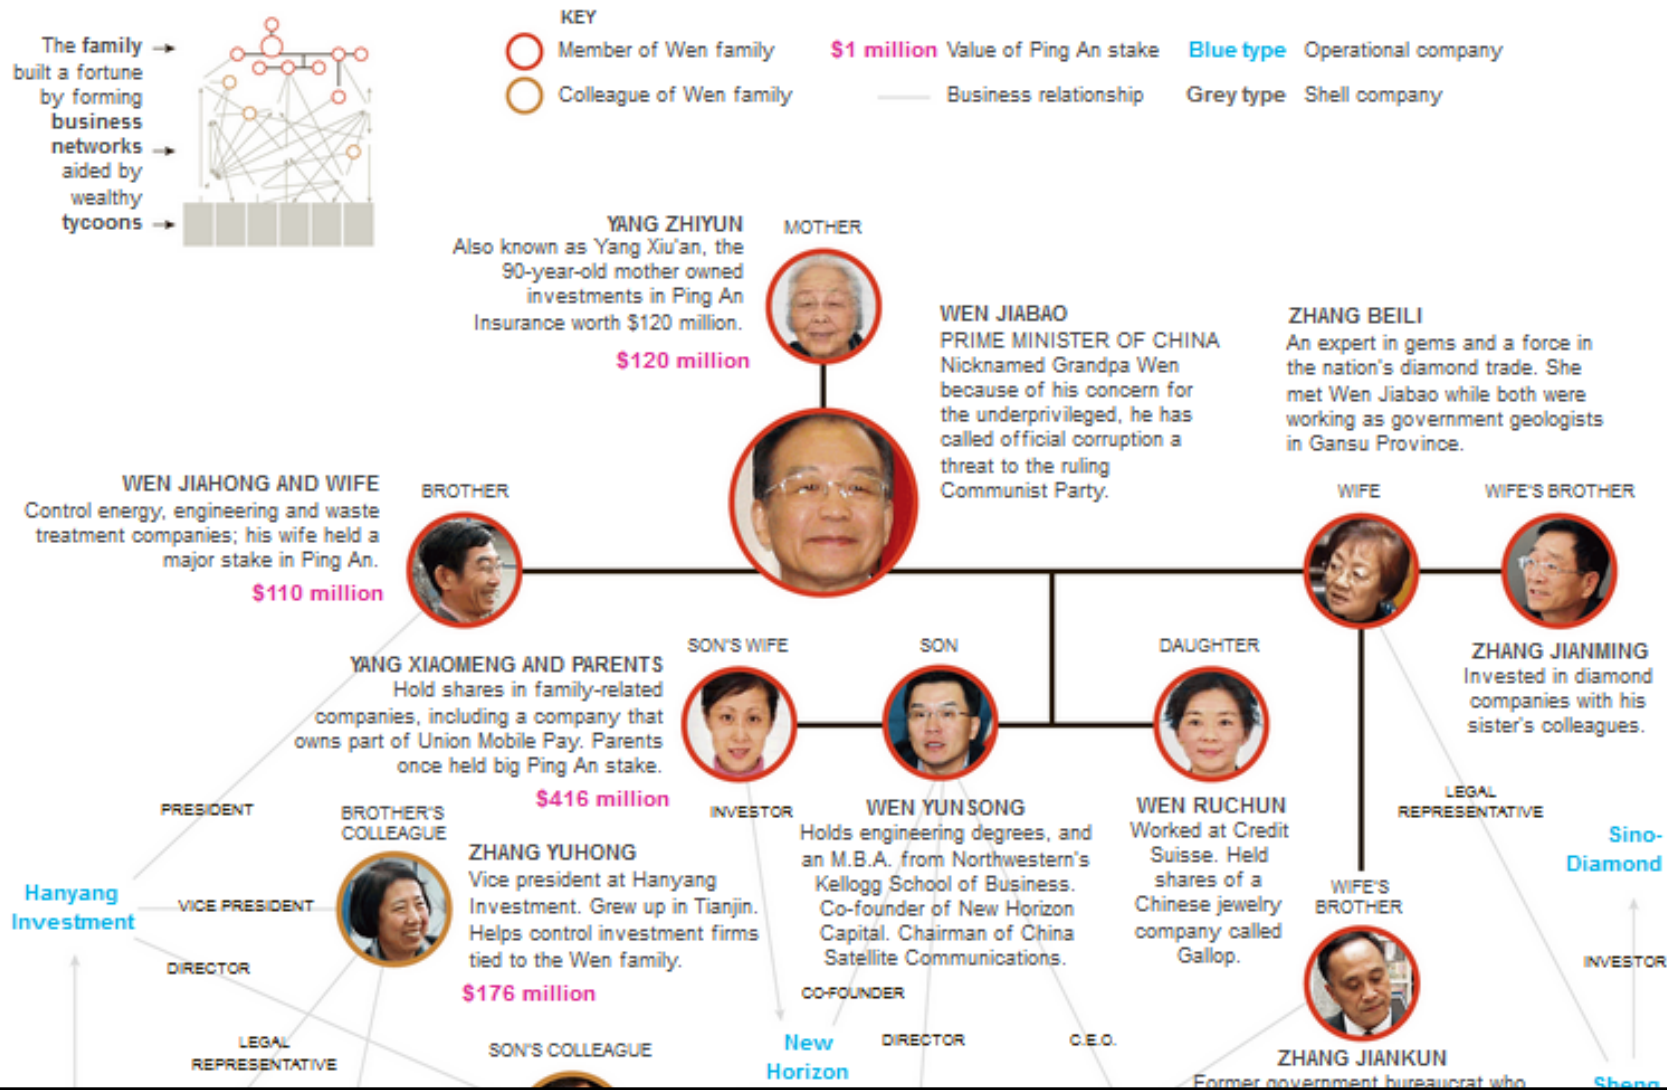 The family
built a fortune
by forming
business
networks
aided by
wealthy
tycoons
KEY
Member of Wen family
Colleague of Wen family
$1 million Value of Ping An stake
Business relationship
Blue type Operational company
Grey type Shell company
YANG ZHIYUN
Also known as Yang Xiu'an, the
90-year-old mother owned
investments in Ping An
Insurance worth $120 million.
$120 million
MOTHER
WEN JIABAO
PRIME MINISTER OF CHINA
Nicknamed Grandpa Wen
because of his concern for
the underprivileged, he has
called official corruption a
threat to the ruling
Communist Party.
ZHANG BEILI
An expert in gems and a force in
the nation's diamond trade. She
met Wen Jiabao while both were
working as government geologists
in Gansu Province.
WIFE
WIFE'S BROTHER
WEN JIAHONG AND WIFE
Control energy, engineering and waste
treatment companies; his wife held a
major stake in Ping An.
$110 million
BROTHER
ZHANG JIANMING
Invested in diamond
companies with his
sister's colleagues.
YANG XIAOMENG AND PARENTS
Hold shares in family-related
companies, including a company that
owns part of Union Mobile Pay. Parents
once held big Ping An stake.
$416 million
SON'S WIFE
SON
DAUGHTER
INVESTOR
WEN YUNSONG
Holds engineering degrees, and
an M.B.A. from Northwestern's
Kellogg School of Business.
Co-founder of New Horizon
Capital. Chairman of China
Satellite Communications.
WEN RUCHUN
Worked at Credit
Suisse. Held
shares of a
Chinese jewelry
company called
Gallop.
LEGAL
REPRESENTATIVE
Sino-
Diamond
PRESIDENT
BROTHER'S
COLLEAGUE
ZHANG YUHONG
Vice president at Hanyang
Investment. Grew up in Tianjin.
Helps control investment firms
tied to the Wen family.
$176 million
Hanyang
Investment
VICE PRESIDENT
DIRECTOR
LEGAL
REPRESENTATIVE
SON'S COLLEAGUE
CO-FOUNDER
New
Horizon
DIRECTOR
C.E.O.
WIFE'S
BROTHER
INVESTOR
ZHANG JIANKUN
Former government bureaucrat who
Sheng-